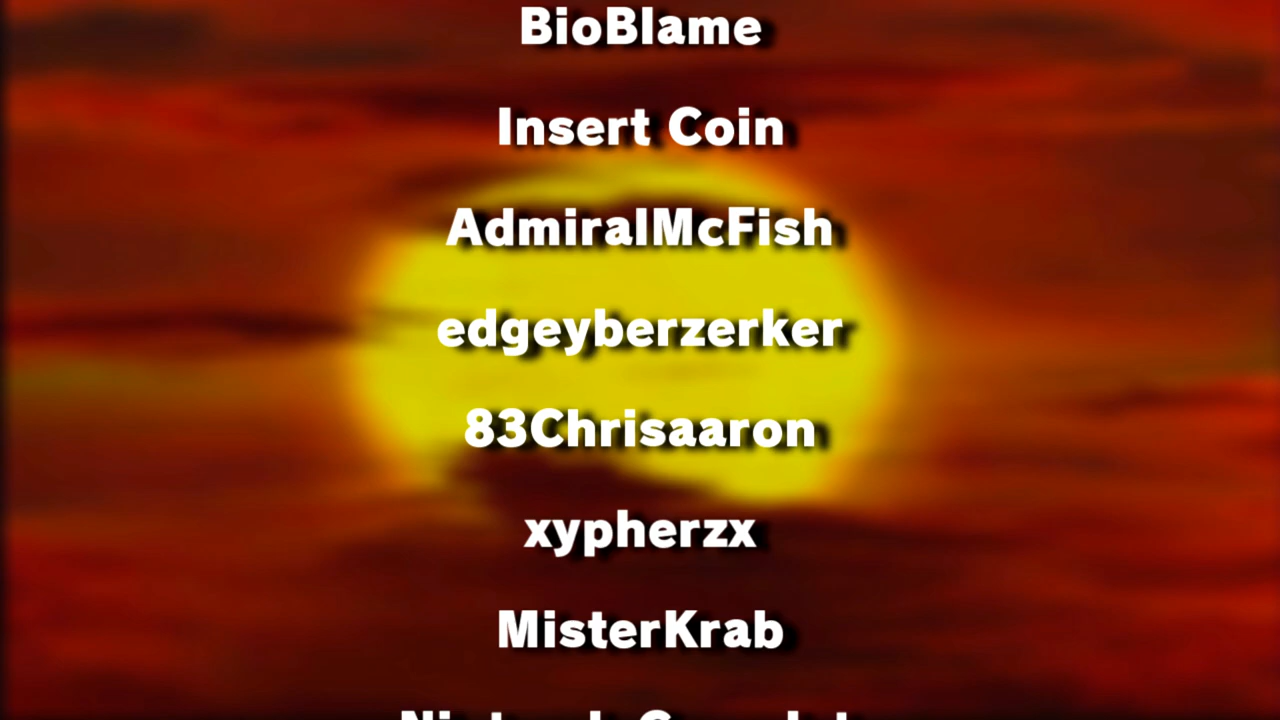 BioBlame
Insert Coin
AdmiralMcFish
edgeyberzerker
83Chrisaaron
xypherzx
MisterKrab